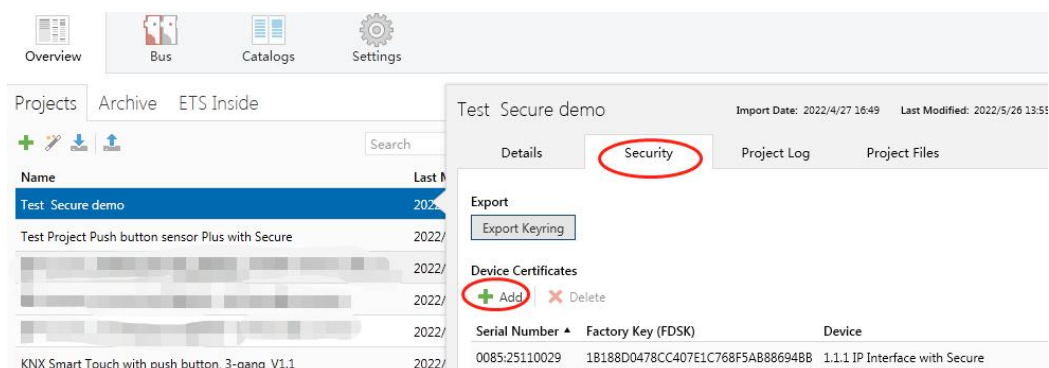 Overview Bus Catalogs Settings
Projects Archive ETS Inside
Search
Name Last M
Test Secure demo 2022
Test Project Push button sensor Plus with Secure 2022/
2022/
2022/
2022/
KNX Smart Touch with push button, 3-gang V1.1 2022/
Test Secure demo Import Date: 2022/4/27 16:49 Last Modified: 2022/5/26 13:55
Details Security Project Log Project Files
Export
Export Keyring
Device Certificates
Add Delete
Serial Number Factory Key (FDSK) Device
0085:25110029 1B188D0478CC407E1C768F5AB88694BB 1.1.1 IP Interface with Secure